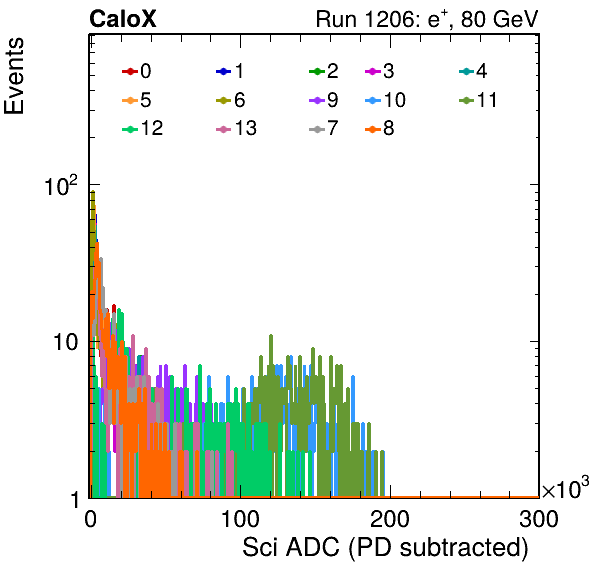 CaloX Run 1206: e⁺, 80 GeV
Events
0 1 2 3 4
5 6 9 10 11
12 13 7 8
10²
10
1
0 100 200 300
×10³
Sci ADC (PD subtracted)